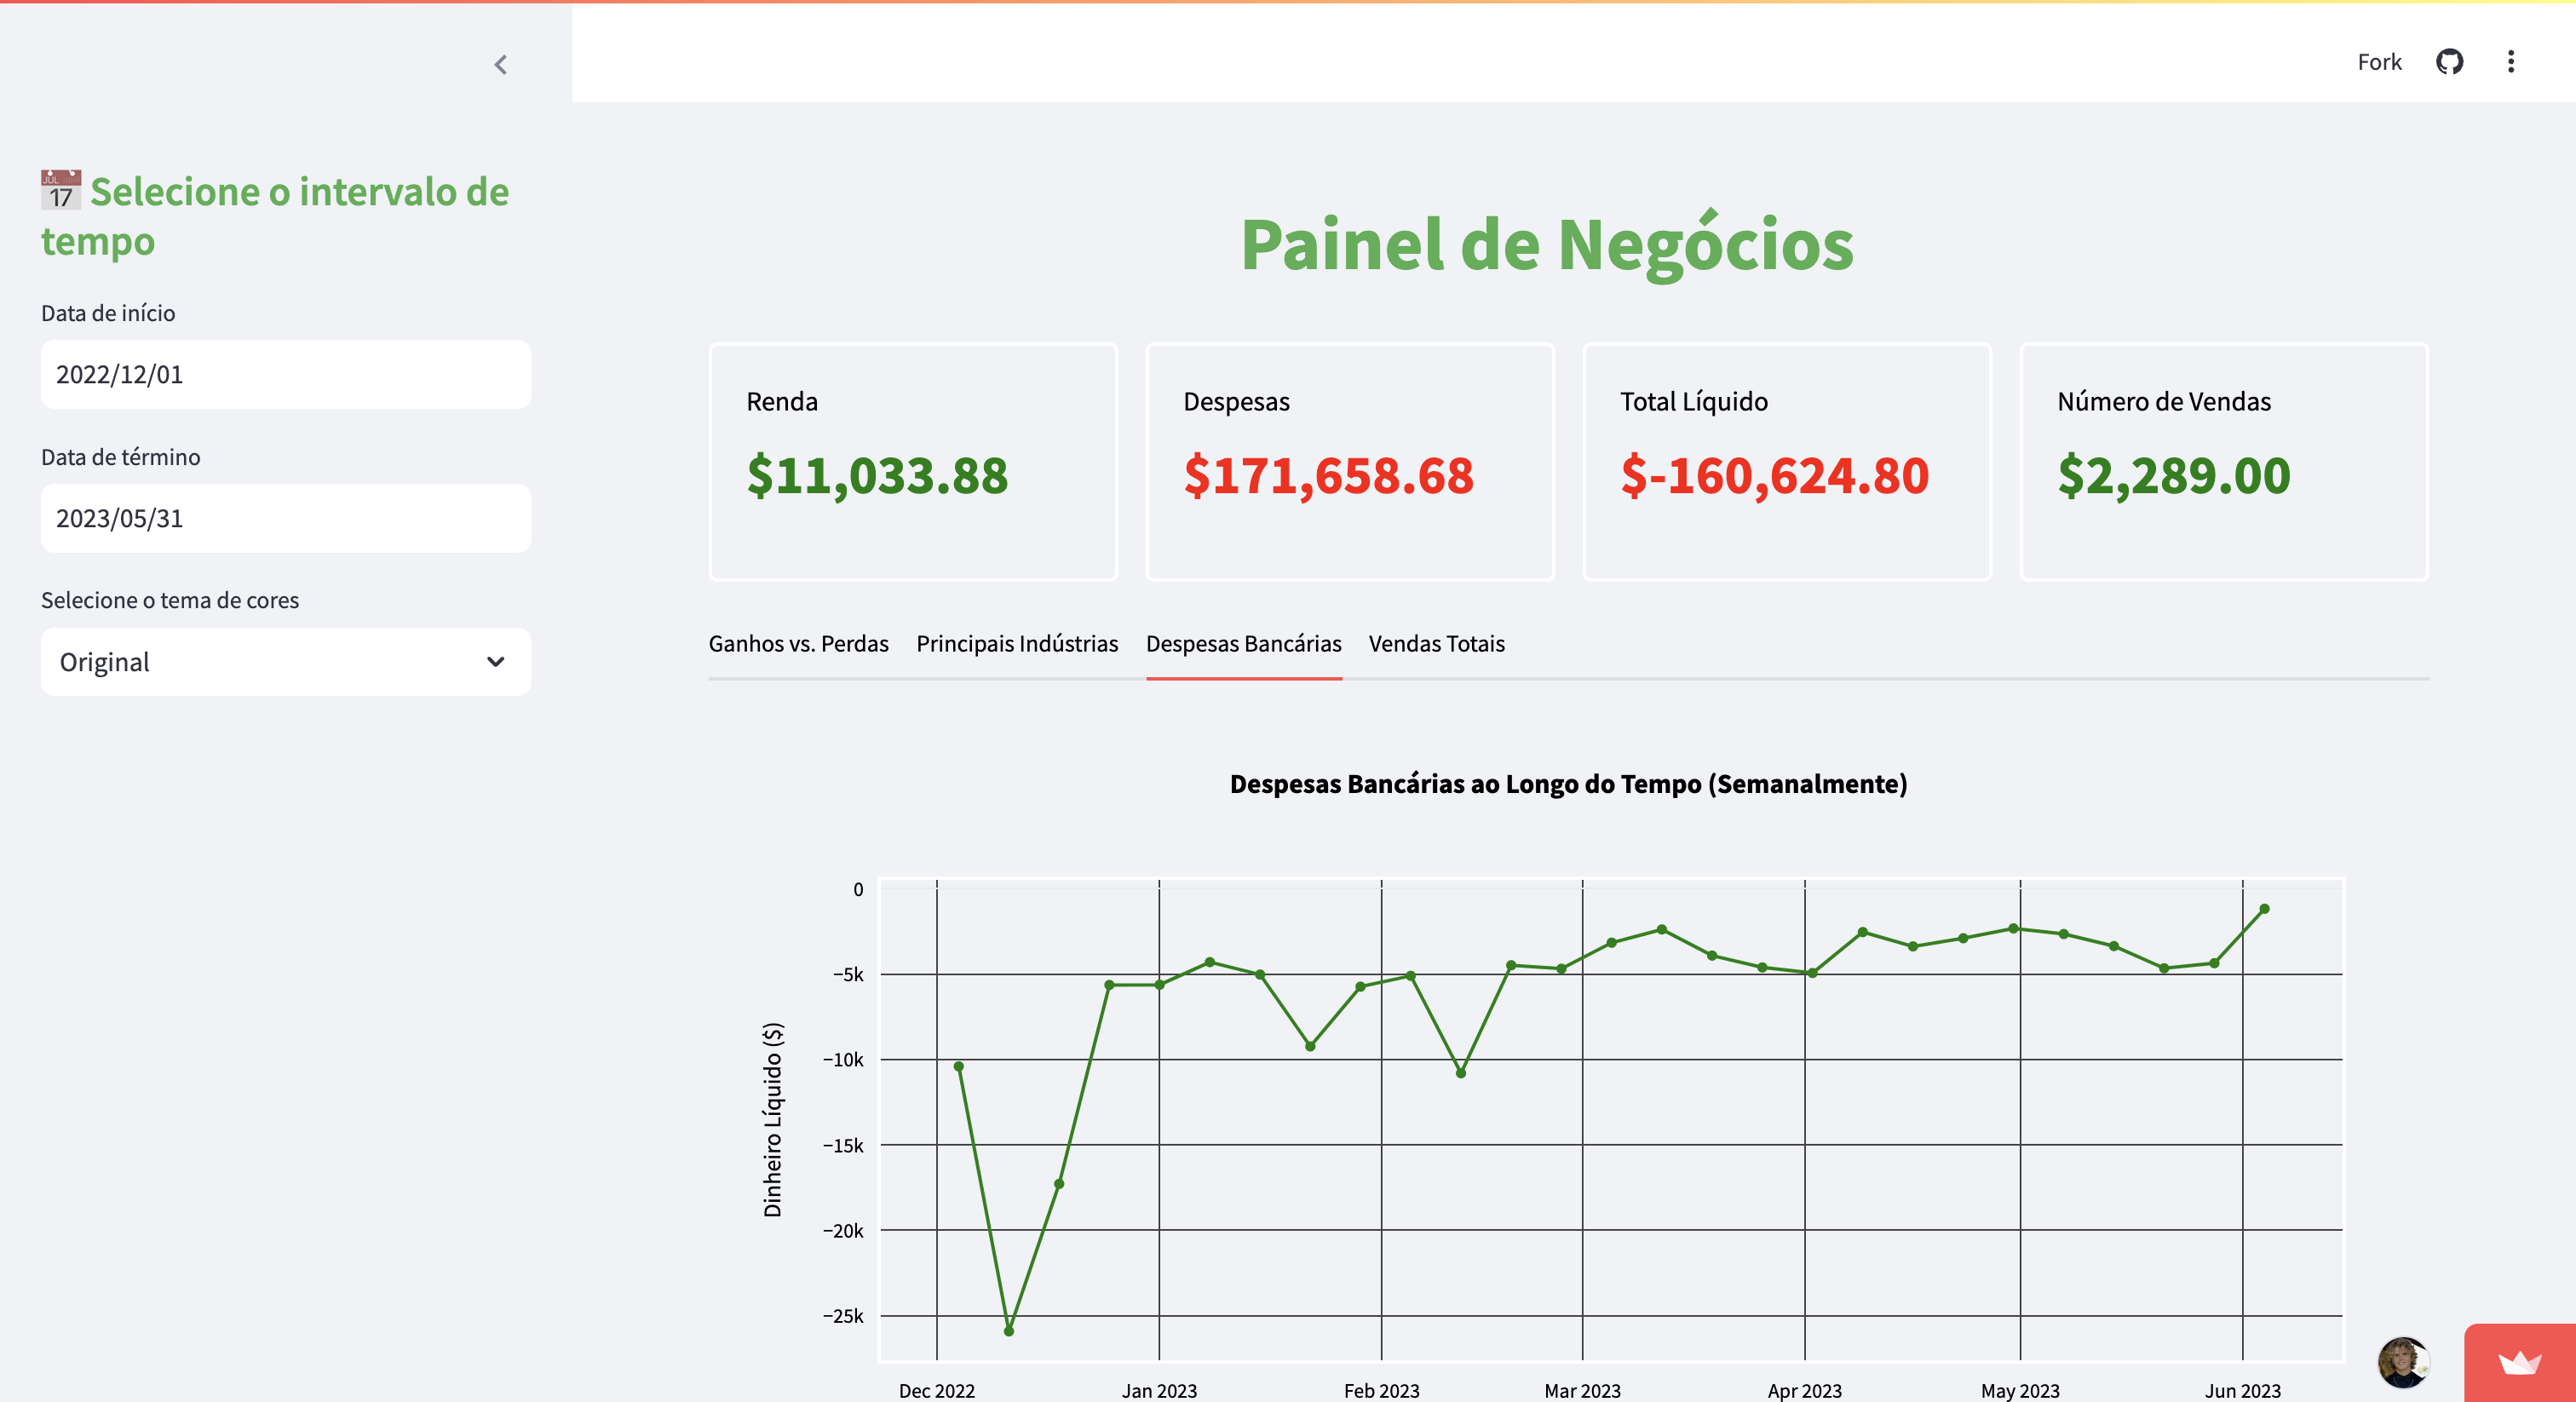 Fork
JUL
17
Selecione o intervalo de
tempo
Data de início
2022/12/01
Data de término
2023/05/31
Selecione o tema de cores
Original
Painel de Negócios
Renda
$11,033.88
Despesas
$171,658.68
Total Líquido
$-160,624.80
Número de Vendas
$2,289.00
Ganhos vs. Perdas Principais Indústrias Despesas Bancárias Vendas Totais
Despesas Bancárias ao Longo do Tempo (Semanalmente)
Dinheiro Líquido ($)
0
−5k
−10k
−15k
−20k
−25k
Dec 2022 Jan 2023 Feb 2023 Mar 2023 Apr 2023 May 2023 Jun 2023